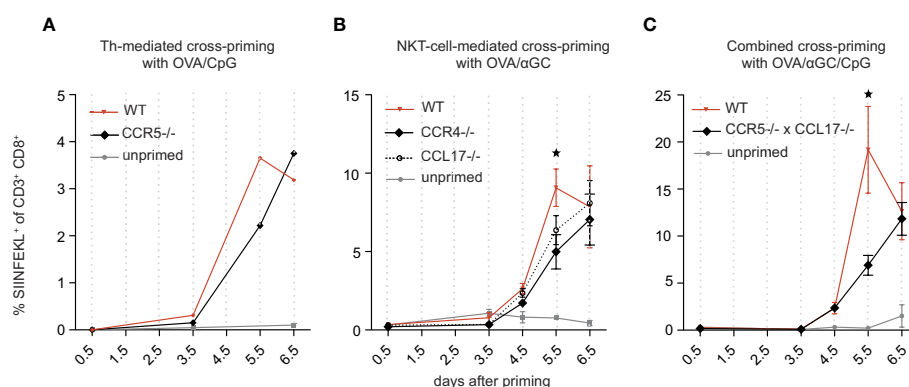 A
Th-mediated cross-priming
with OVA/CpG
B
NKT-cell-mediated cross-priming
with OVA/αGC
C
Combined cross-priming
with OVA/αGC/CpG
% SIINFEKL⁺ of CD3⁺ CD8⁺
5
4
3
2
1
0
WT
CCR5-/-
unprimed
0.5
1.5
2.5
3.5
4.5
5.5
6.5
15
10
5
0
WT
CCR4-/-
CCL17-/-
unprimed
★
0.5
1.5
2.5
3.5
4.5
5.5
6.5
days after priming
25
20
15
10
5
0
WT
CCR5-/- x CCL17-/-
unprimed
★
0.5
1.5
2.5
3.5
4.5
5.5
6.5